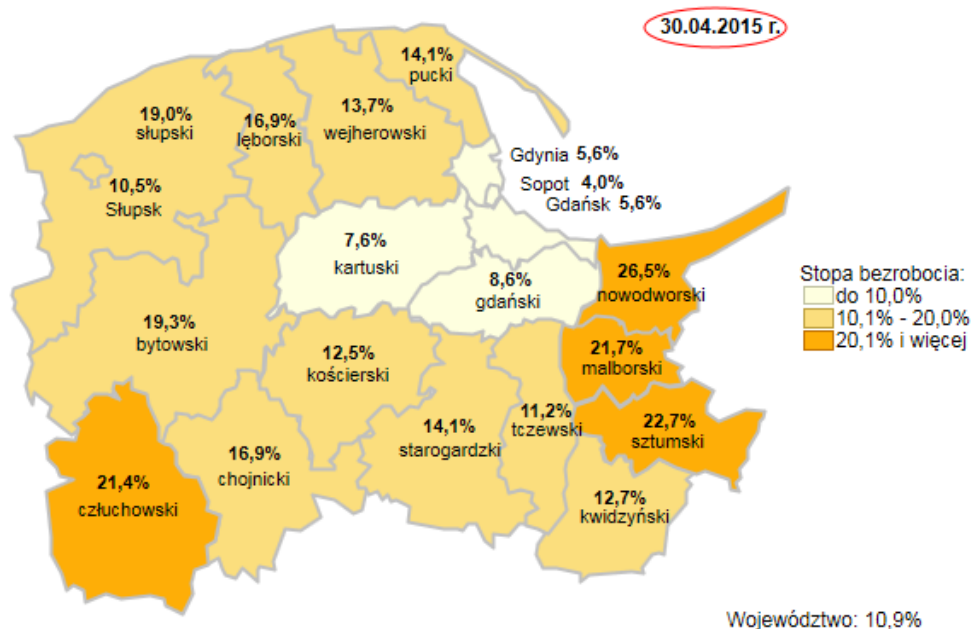 30.04.2015 r.
14,1%
pucki
19,0%
słupski
16,9%
lęborski
13,7%
wejherowski
Gdynia 5,6%
Sopot 4,0%
Gdańsk 5,6%
10,5%
Słupsk
7,6%
kartuski
8,6%
gdański
26,5%
nowodworski
Stopa bezrobocia:
do 10,0%
10,1% - 20,0%
20,1% i więcej
19,3%
bytowski
12,5%
kościerski
21,7%
malborski
11,2%
tczewski
14,1%
starogardzki
22,7%
sztumski
16,9%
chojnicki
21,4%
człuchowski
12,7%
kwidzyński
Województwo: 10,9%